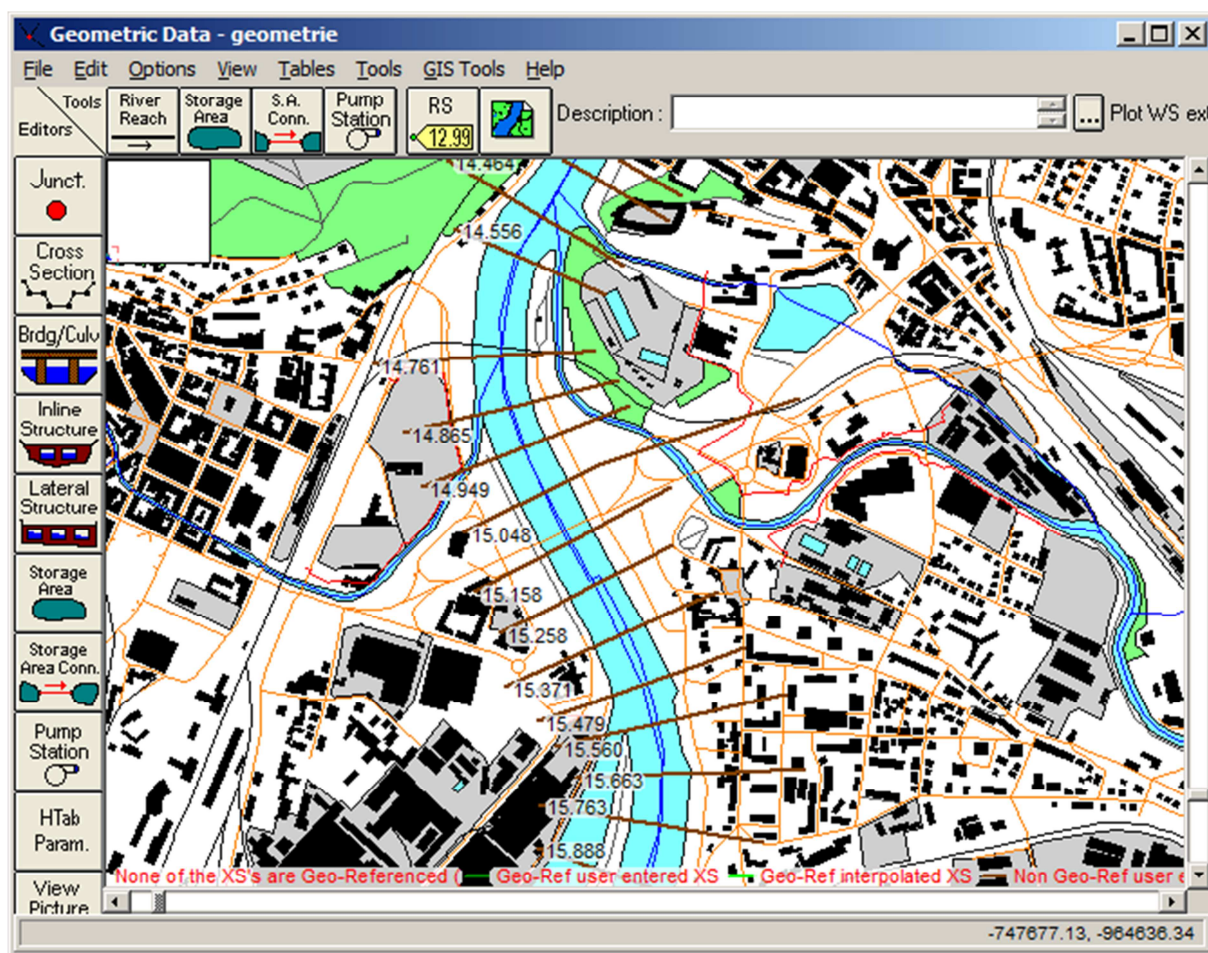 Geometric Data - geometrie
File Edit Options View Tables Tools GIS Tools Help
Tools
Editors
River
Reach
Storage
Area
S.A.
Conn.
Pump
Station
RS
12.99
Description :
...
Plot WS ext
Junct.
Cross
Section
Brdg/Culv
Inline
Structure
Lateral
Structure
Storage
Area
Storage
Area Conn.
Pump
Station
HTab
Param.
View
Picture
14.464
14.556
14.761
14.865
14.949
15.048
15.158
15.258
15.371
15.479
15.560
15.663
15.763
15.888
None of the XS's are Geo-Referenced ( Geo-Ref user entered XS Geo-Ref interpolated XS Non Geo-Ref user e
-747677.13, -964636.34